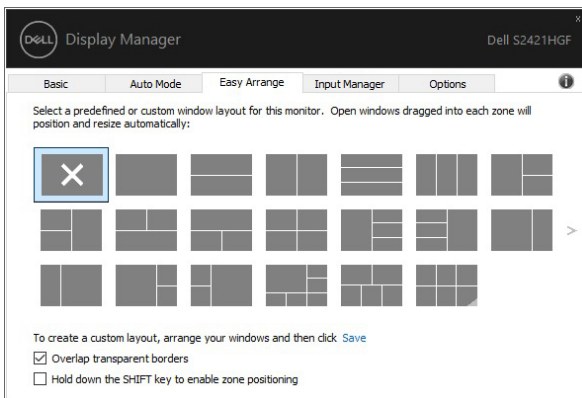 DELL Display Manager
Dell S2421HGF
Basic Auto Mode Easy Arrange Input Manager Options
Select a predefined or custom window layout for this monitor. Open windows dragged into each zone will
position and resize automatically:
To create a custom layout, arrange your windows and then click Save
Overlap transparent borders
Hold down the SHIFT key to enable zone positioning